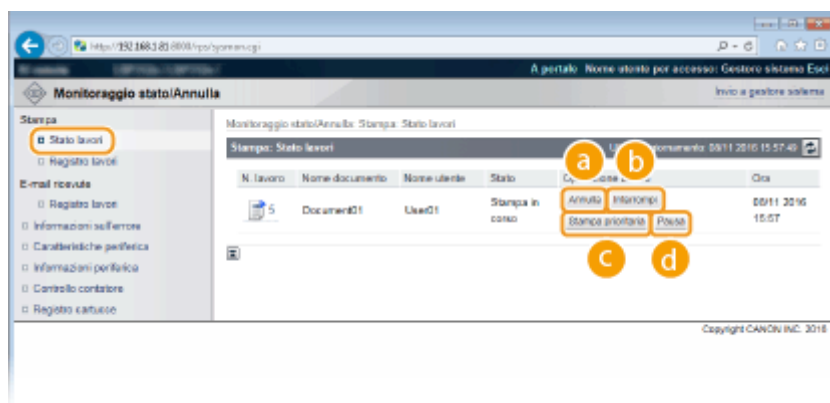 http://192.168.1.81:8000/rps/sysmon.cgi
A portale Nome utente per accesso: Gestore sistema Esci
Monitoraggio stato/Annulla
Invio a gestore sistema
Stampa
Stato lavori
Registro lavori
E-mail ricevute
Registro lavori
Informazioni sull'errore
Caratteristiche periferica
Informazioni periferica
Controllo contatore
Registro cartucce
Monitoraggio stato/Annulla: Stampa: Stato lavori
Stampa: Stato lavori
08/11 2016 15:57:49
N. lavoro Nome documento Nome utente Stato Ora
5 Document01 User01 Stampa in corso Annulla Interrompi Stampa prioritaria Pausa 08/11 2016 15:57
a b
c d
Copyright CANON INC. 2016